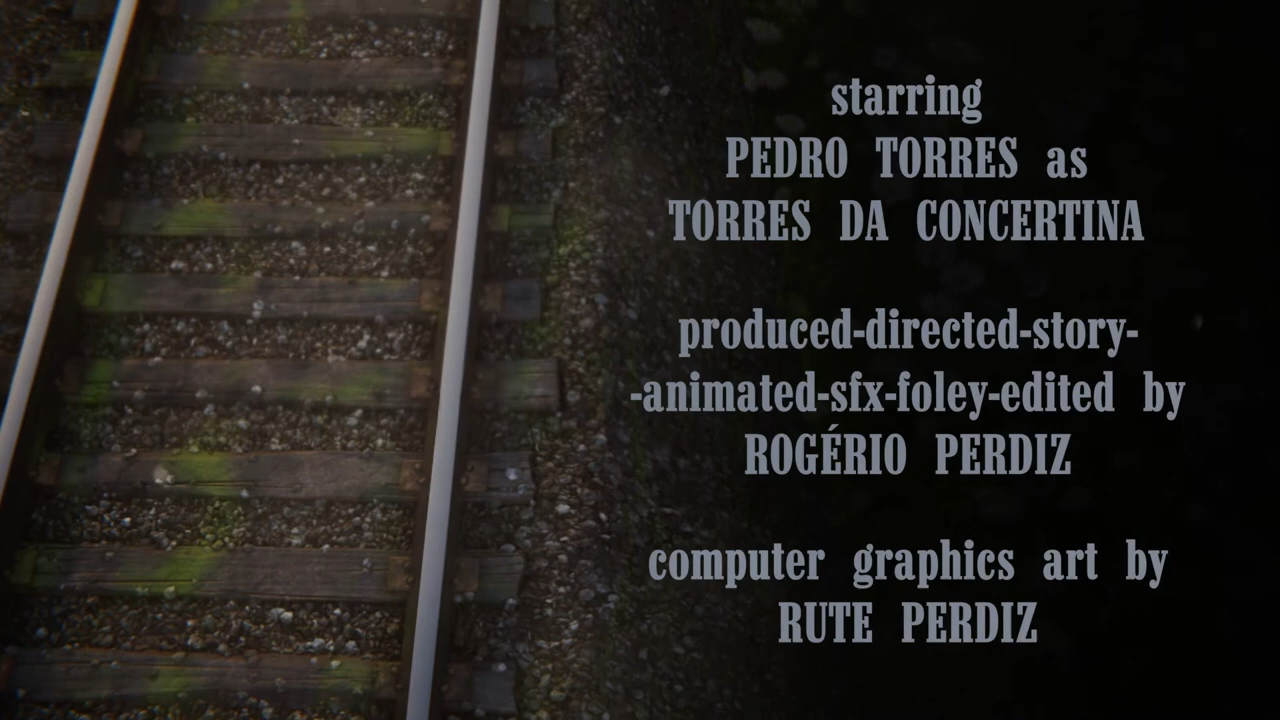 starring
PEDRO TORRES as
TORRES DA CONCERTINA
produced-directed-story-
-animated-sfx-foley-edited by
ROGÉRIO PERDIZ
computer graphics art by
RUTE PERDIZ